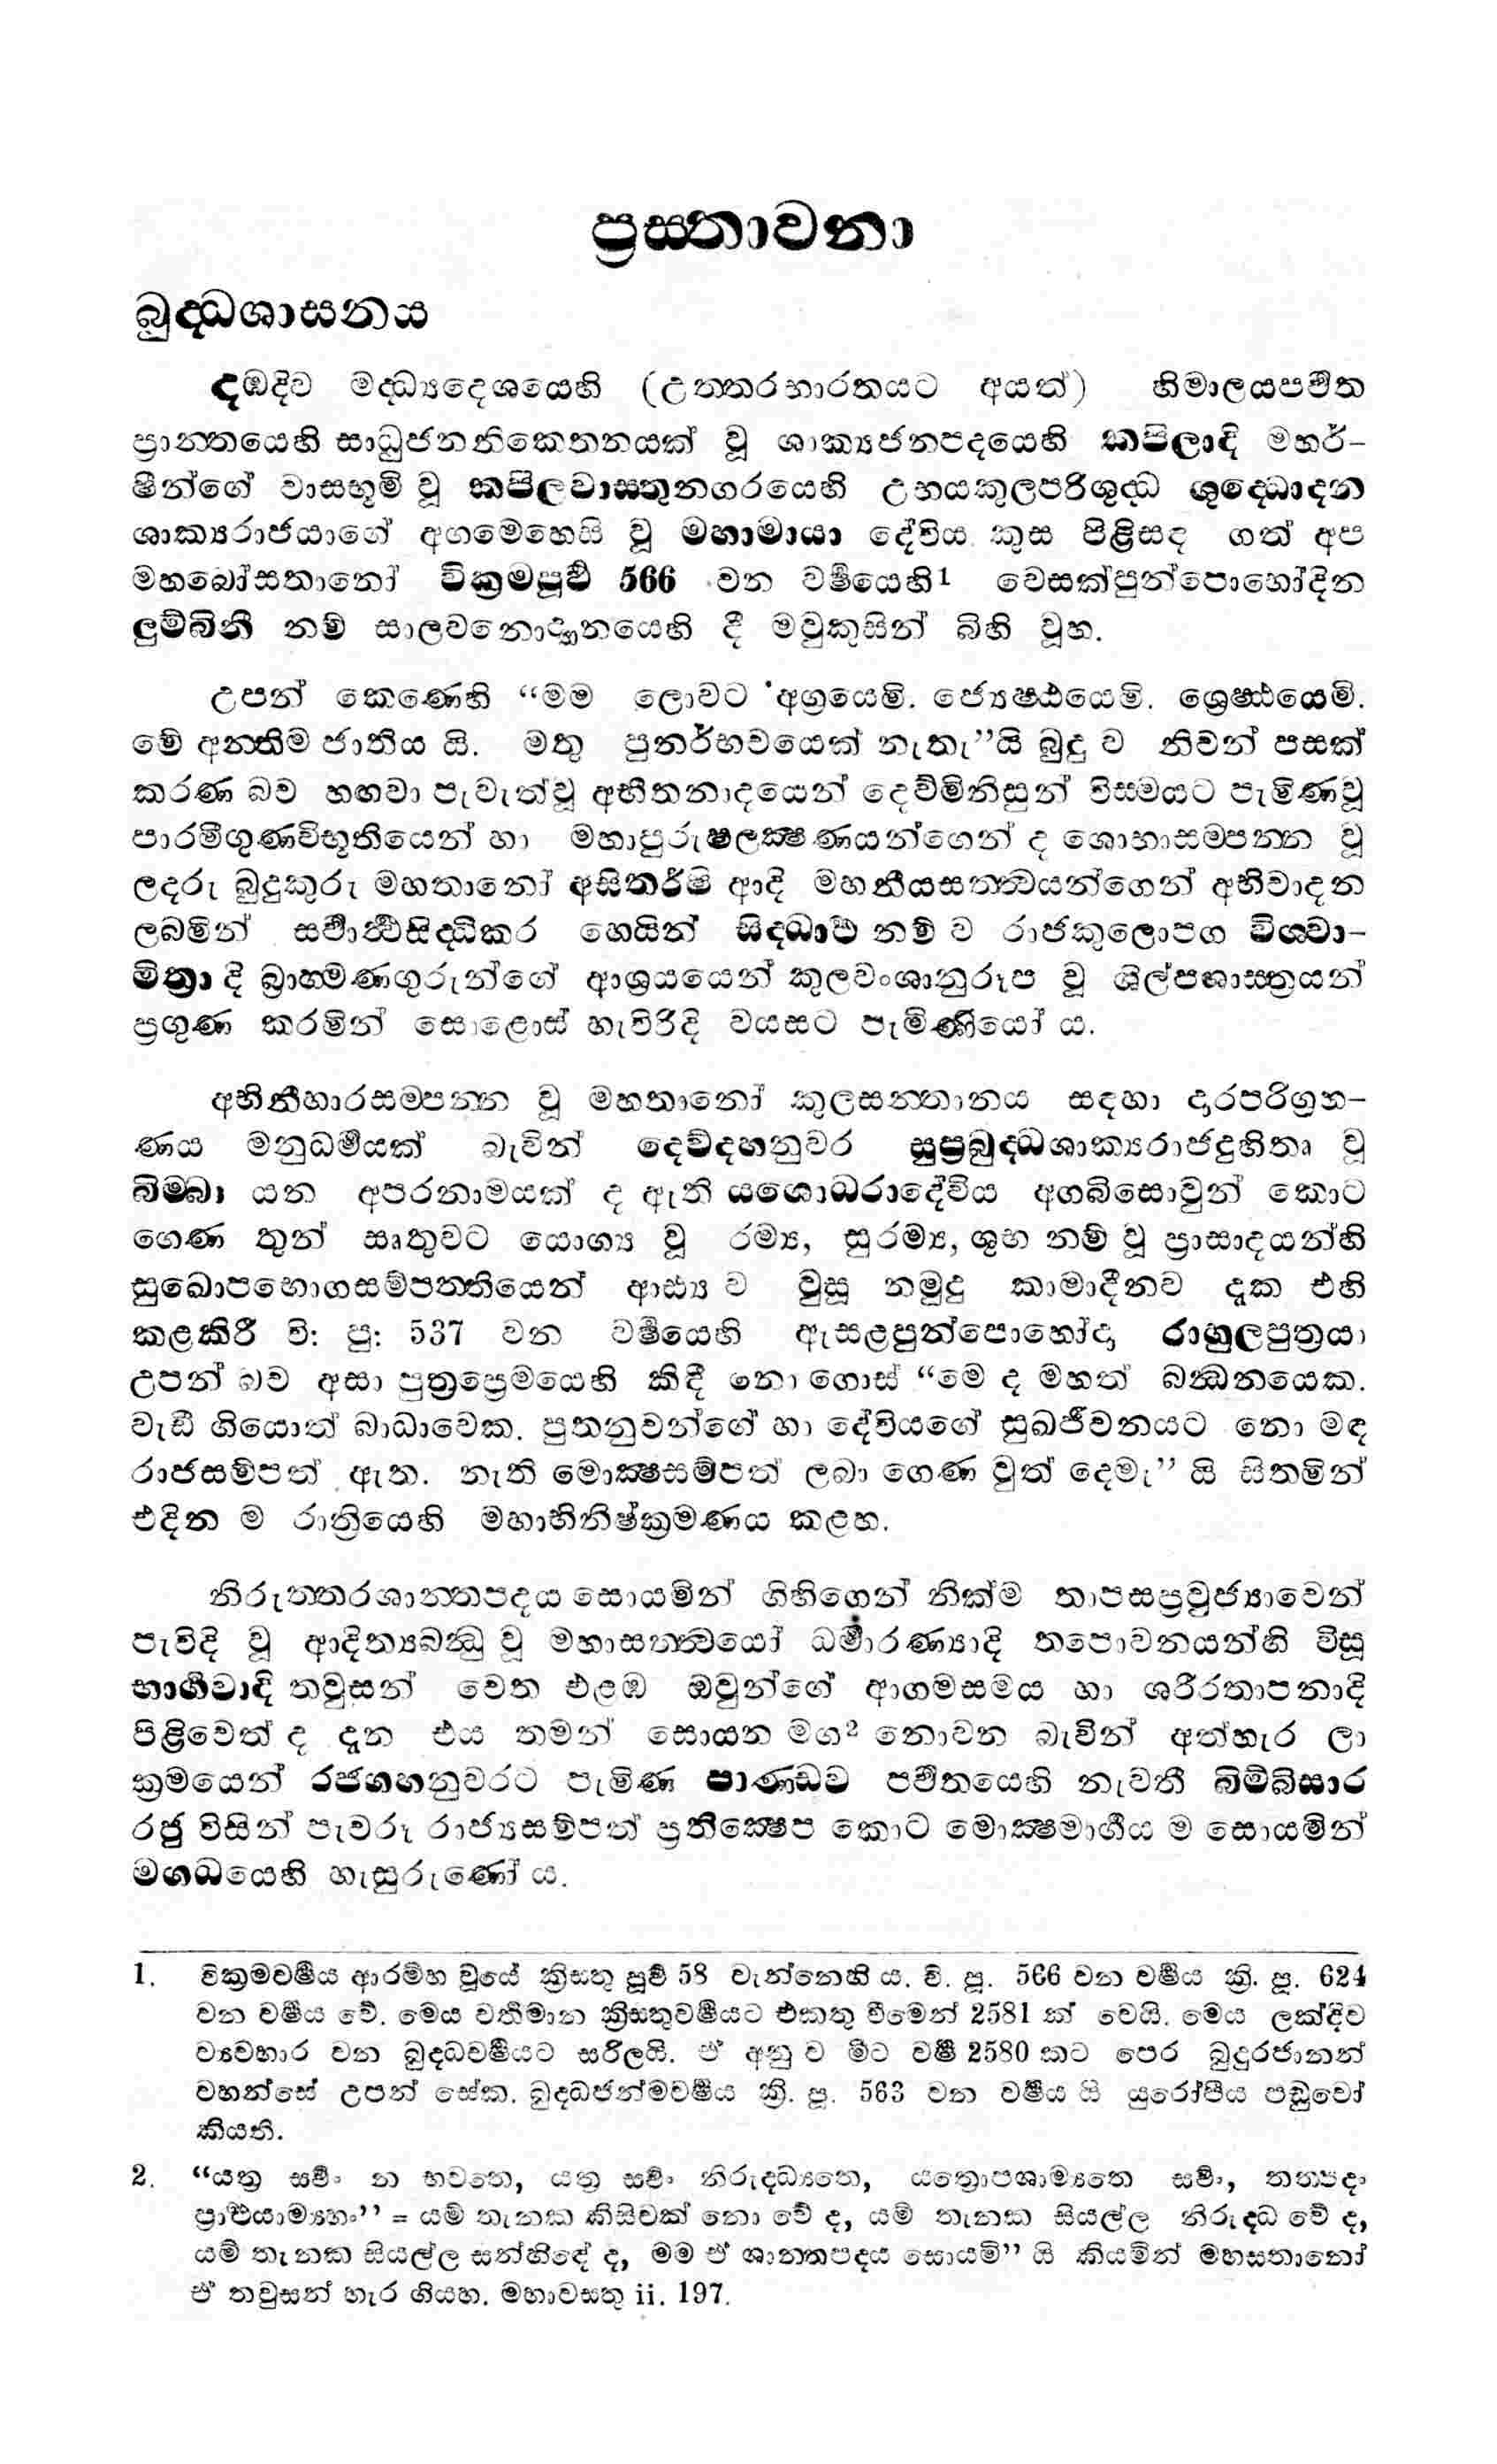 ප්‍රස්තාවනා
බුද්ධශාසනය
දඹදිව මද්ධ්‍යදෙශයෙහි (උත්තරභාරතයට අයත්) හිමාලයපර්‍වත
ප්‍රාන්තයෙහි සාධුජනනිකෙතනයක් වූ ශාක්‍යජනපදයෙහි කපිලාදි මහර්-
ෂීන්ගේ වාසභූමි වූ කපිලවාස්තුනගරයෙහි උභයකුලපරිශුද්ධ ශුද්ධොදන
ශාක්‍යරාජයාගේ අගමෙහෙසි වූ මහාමායා දේවිය කුස පිළිසඳ ගත් අප
මහබෝසතානෝ වික්‍රමපූර්‍ව 566 වන වර්‍ෂයෙහි1 වෙසක්පුන්පොහෝදින
ලුම්බිනී නම් සාලවනොද්‍යානයෙහි දී මවුකුසින් බිහි වූහ.
උපන් කෙණෙහි “මම ලොවට අග්‍රයෙමි. ජ්‍යෙෂ්ඨයෙමි. ශ්‍රෙෂ්ඨයෙමි.
මේ අන්තිම ජාතිය යි. මතු පුනර්භවයෙක් නැතැ”යි බුදු ව නිවන් පසක්
කරණ බව හඟවා පැවැත්වූ අභීතනාදයෙන් දෙව්මිනිසුන් විස්මයට පැමිණවූ
පාරමීගුණවිභූතියෙන් හා මහාපුරුෂලක්‍ෂණයන්ගෙන් ද ශොභාසම්පන්න වූ
ලදරු බුදුකුරු මහතානෝ අසිතර්ෂි ආදි මහනීයසත්ත්‍වයන්ගෙන් අභිවාදන
ලබමින් සර්‍වාර්‍ථසිද්ධිකර හෙයින් සිද්ධාර්‍ථ නම් ව රාජකුලොපග විශ්වා-
මිත්‍රා දි බ්‍රාහ්මණගුරුන්ගේ ආශ්‍රයයෙන් කුලවංශානුරූප වූ ශිල්පශාස්ත්‍රයන්
ප්‍රගුණ කරමින් සොළොස් හැවිරිදි වයසට පැමිණියෝ ය.
අභිනීහාරසම්පන්න වූ මහතානෝ කුලසන්තානය සඳහා දාරපරිග්‍රහ-
ණය මනුධර්‍මයක් බැවින් දෙව්දහනුවර සුප්‍රබුද්ධශාක්‍යරාජදුහිතෘ වූ
බිම්බා යන අපරනාමයක් ද ඇති යශොධරාදේවිය අගබිසොවුන් කොට
ගෙණ තුන් ඍතුවට යොග්‍ය වූ රම්‍ය, සුරම්‍ය, ශුභ නම් වූ ප්‍රාසාදයන්හි
සුඛොපභොගසම්පත්තියෙන් ආඪ්‍ය ව වුසූ නමුදු කාමාදීනව දැක එහි
කළකිරී වි: පු: 537 වන වර්‍ෂයෙහි ඇසළපුන්පොහෝදා රාහුලපුත්‍රයා
උපන් බව අසා පුත්‍රප්‍රෙමයෙහි කිඳී නො ගොස් “මෙ ද මහත් බන්ධනයෙක.
වැඩී ගියොත් බාධාවෙක. පුතනුවන්ගේ හා දේවියගේ සුඛජීවනයට නො මඳ
රාජසම්පත් ඇත. නැති මොක්‍ෂසම්පත් ලබා ගෙණ වුත් දෙමැ” යි සිතමින්
එදින ම රාත්‍රියෙහි මහාභිනිෂ්ක්‍රමණය කළහ.
නිරුත්තරශාන්තපදය සොයමින් ගිහිගෙන් නික්ම තාපසප්‍රව්‍රජ්‍යාවෙන්
පැවිදි වූ ආදිත්‍යබන්ධු වූ මහාසත්ත්‍වයෝ ධර්‍මාරණ්‍යාදි තපොවනයන්හි විසූ
භාර්‍ගවාදි තවුසන් වෙත එළඹ ඔවුන්ගේ ආගමසමය හා ශරීරතාපනාදි
පිළිවෙත් ද දැන එය තමන් සොයන මග2 නොවන බැවින් අත්හැර ලා
ක්‍රමයෙන් රජගහනුවරට පැමිණ පාණ්ඩව පර්‍වතයෙහි නැවතී බිම්බිසාර
රජු විසින් පැවරූ රාජ්‍යසම්පත් ප්‍රතික්‍ෂෙප කොට මොක්‍ෂමාර්‍ගය ම සොයමින්
මගධයෙහි හැසුරුණෝ ය.
1. වික්‍රමවර්‍ෂය ආරම්භ වූයේ ක්‍රිස්තු පූර්‍ව 58 වැන්නෙහි ය. වි. පූ. 566 වන වර්‍ෂය ක්‍රි. පූ. 624
වන වර්‍ෂය වේ. මෙය වර්‍තමාන ක්‍රිස්තුවර්‍ෂයට එකතු වීමෙන් 2581 ක් වෙයි. මෙය ලක්දිව
ව්‍යවහාර වන බුද්ධවර්‍ෂයට සරිලයි. ඒ අනු ව මීට වර්‍ෂ 2580 කට පෙර බුදුරජානන්
වහන්සේ උපන් සේක. බුද්ධජන්මවර්‍ෂය ක්‍රි. පූ. 563 වන වර්‍ෂය යි යුරෝපීය පඬුවෝ
කියති.
2. “යත්‍ර සර්‍වං න භවතෙ, යත්‍ර සර්‍වං නිරුද්ධ්‍යතෙ, යත්‍රොපශාම්‍යතෙ සර්‍වං, තත්පදං
ප්‍රාර්‍ථයාම්‍යහං” = යම් තැනක කිසිවක් නො වේ ද, යම් තැනක සියල්ල නිරුද්ධ වේ ද,
යම් තැනක සියල්ල සන්හිඳේ ද, මම ඒ ශාන්තපදය සොයමි” යි කියමින් මහසතානෝ
ඒ තවුසන් හැර ගියහ. මහාවස්තු ii. 197.